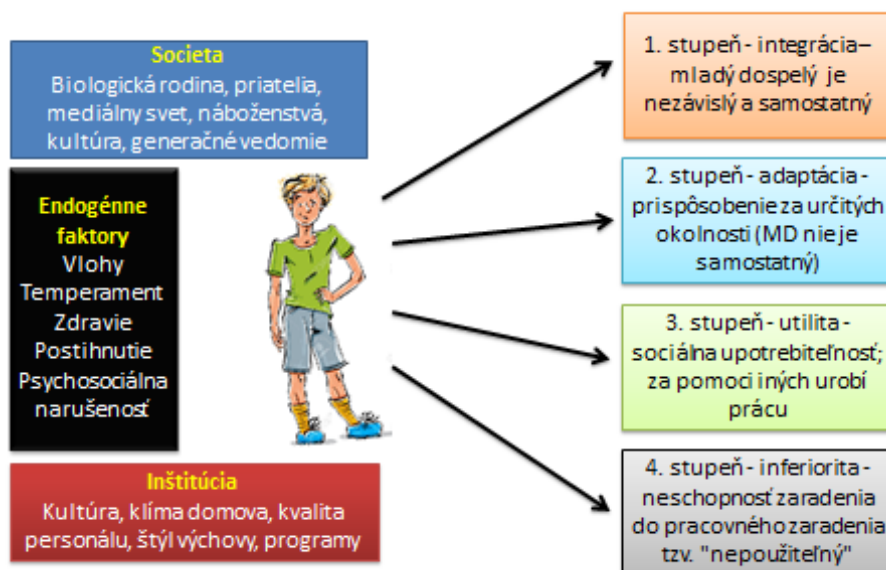 Societa
Biologická rodina, priatelia,
mediálny svet, náboženstvá,
kultúra, generačné vedomie
Endogénne
faktory
Vlohy
Temperament
Zdravie
Postihnutie
Psychosociálna
narušenosť
Inštitúcia
Kultúra, klíma domova, kvalita
personálu, štýl výchovy, programy
1. stupeň - integrácia–
mladý dospelý je
nezávislý a samostatný
2. stupeň - adaptácia -
prispôsobenie za určitých
okolnosti (MD nie je
samostatný)
3. stupeň - utilita -
sociálna upotrebiteľnosť;
za pomoci iných urobí
prácu
4. stupeň - inferiorita -
neschopnosť zaradenia
do pracovného zaradenia
tzv. "nepoužiteľný"